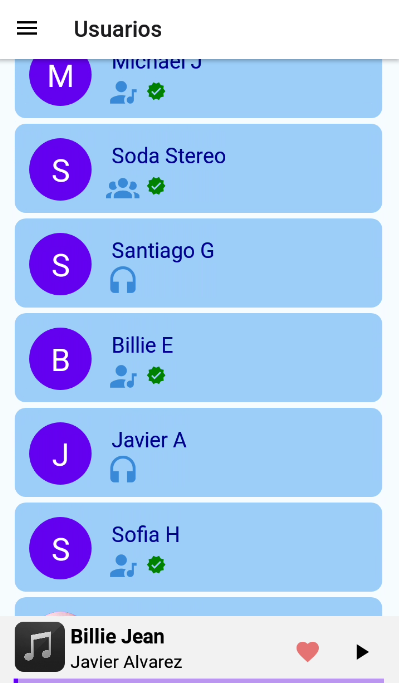 Usuarios
M
Michael J
S
Soda Stereo
S
Santiago G
B
Billie E
J
Javier A
S
Sofia H
Billie Jean
Javier Alvarez